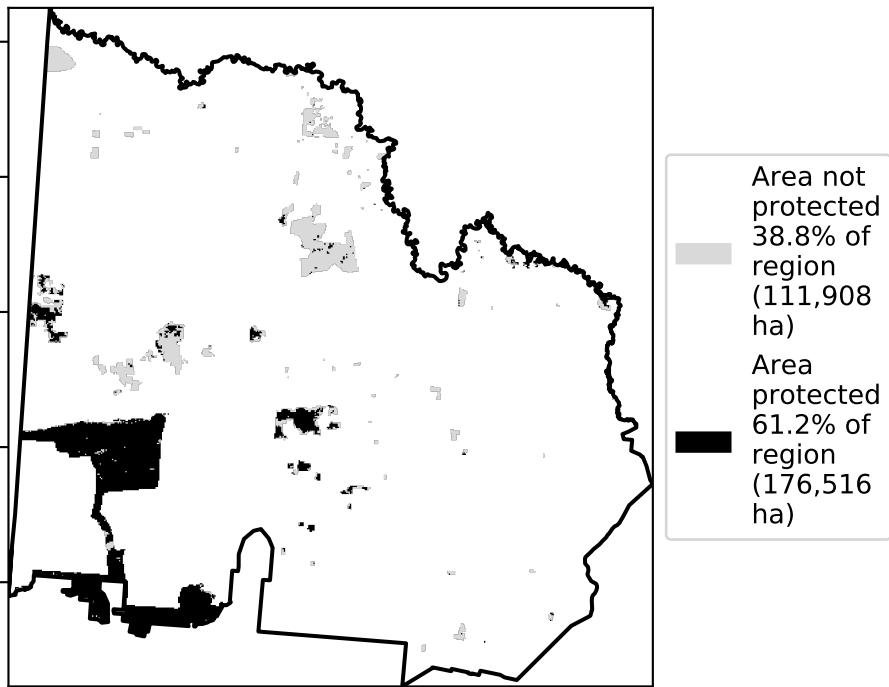 Area not
protected
38.8% of
region
(111,908
ha)
Area
protected
61.2% of
region
(176,516
ha)